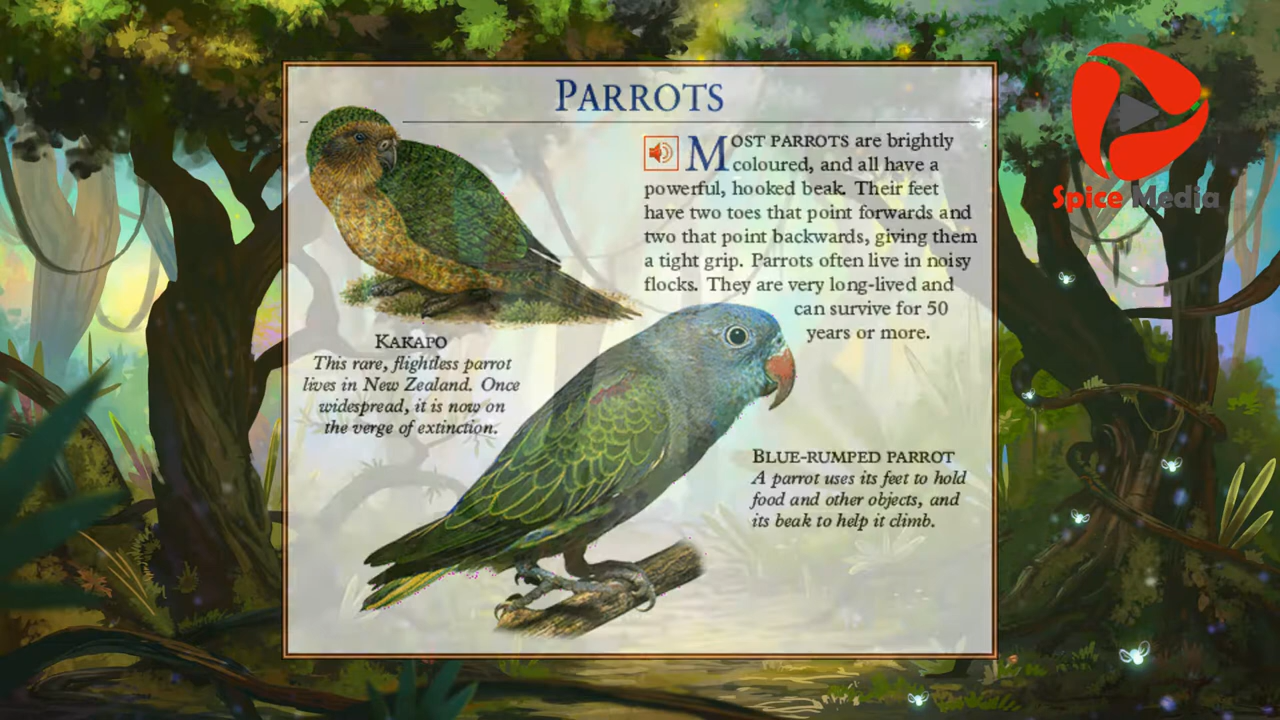 PARROTS
MOST PARROTS are brightly
coloured, and all have a
powerful, hooked beak. Their feet
have two toes that point forwards and
two that point backwards, giving them
a tight grip. Parrots often live in noisy
flocks. They are very long-lived and
can survive for 50
years or more.
KAKAPO
This rare, flightless parrot
lives in New Zealand. Once
widespread, it is now on
the verge of extinction.
BLUE-RUMPED PARROT
A parrot uses its feet to hold
food and other objects, and
its beak to help it climb.
Spice Media